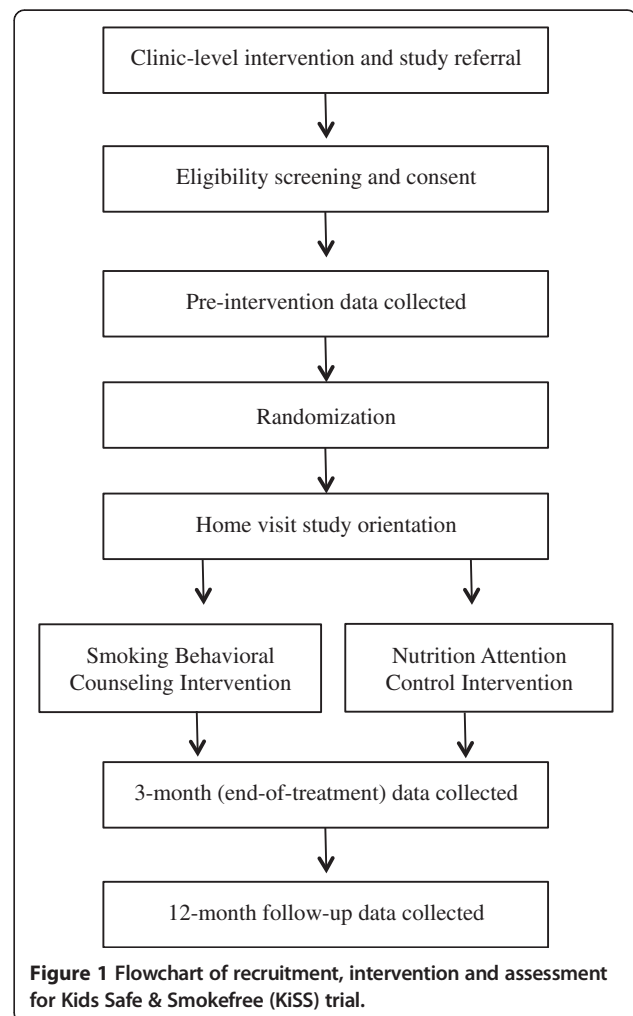 Clinic-level intervention and study referral
Eligibility screening and consent
Pre-intervention data collected
Randomization
Home visit study orientation
Smoking Behavioral
Counseling Intervention
Nutrition Attention
Control Intervention
3-month (end-of-treatment) data collected
12-month follow-up data collected
Figure 1 Flowchart of recruitment, intervention and assessment
for Kids Safe & Smokefree (KiSS) trial.